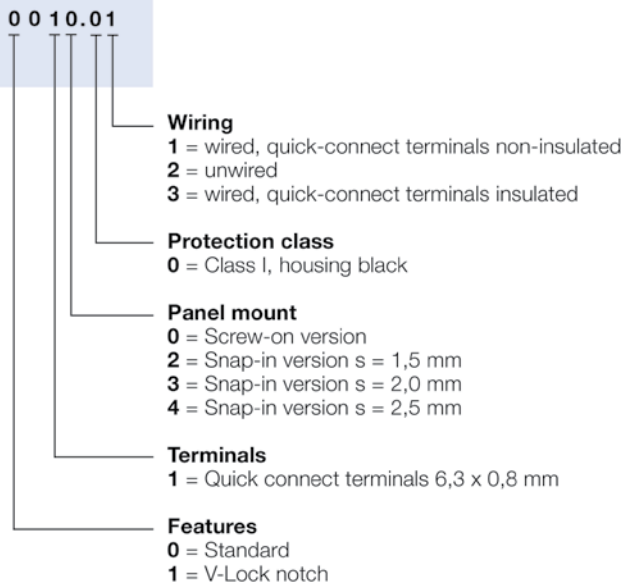 0 0 1 0 . 0 1
Wiring
1 = wired, quick-connect terminals non-insulated
2 = unwired
3 = wired, quick-connect terminals insulated
Protection class
0 = Class I, housing black
Panel mount
0 = Screw-on version
2 = Snap-in version s = 1,5 mm
3 = Snap-in version s = 2,0 mm
4 = Snap-in version s = 2,5 mm
Terminals
1 = Quick connect terminals 6,3 x 0,8 mm
Features
0 = Standard
1 = V-Lock notch